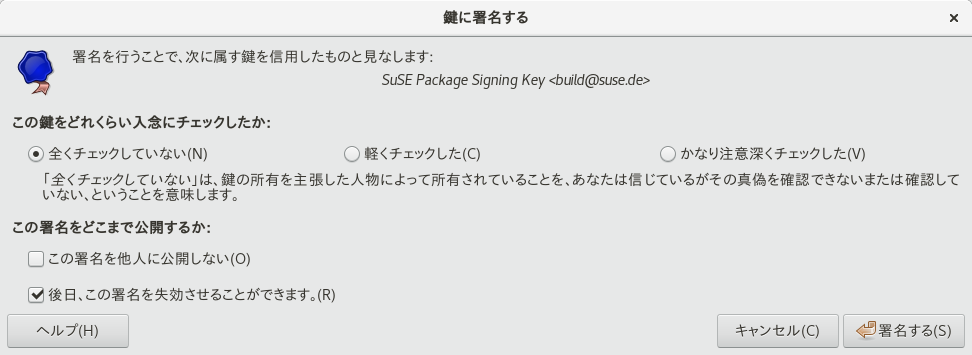 鍵に署名する
署名を行うことで、次に属す鍵を信用したものと見なします:
SuSE Package Signing Key <build@suse.de>
この鍵をどれくらい入念にチェックしたか:
全くチェックしていない(N) 軽くチェックした(C) かなり注意深くチェックした(V)
「全くチェックしていない」は、鍵の所有を主張した人物によって所有されていることを、あなたは信じているがその真偽を確認できないまたは確認して
いない、ということを意味します。
この署名をどこまで公開するか:
この署名を他人に公開しない(O)
後日、この署名を失効させることができます。(R)
ヘルプ(H) キャンセル(C) 署名する(S)